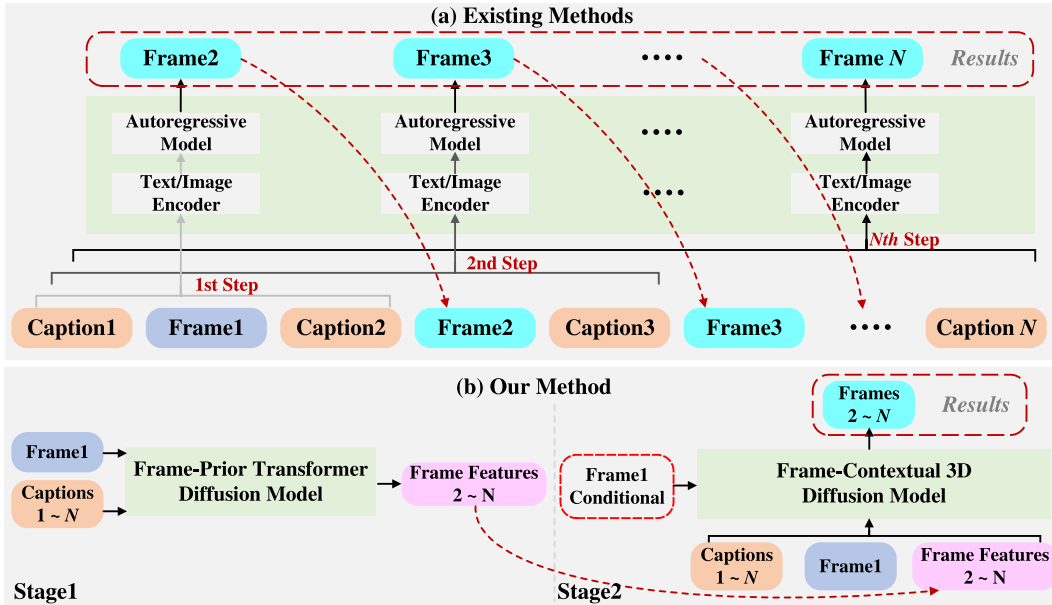 (a) Existing Methods
Frame2
Frame3
Frame N
Results
Autoregressive
Model
Autoregressive
Model
Autoregressive
Model
Text/Image
Encoder
Text/Image
Encoder
Text/Image
Encoder
Nth Step
2nd Step
1st Step
Caption1
Frame1
Caption2
Frame2
Caption3
Frame3
Caption N
(b) Our Method
Frames
2 ~ N
Results
Frame1
Captions
1 ~ N
Frame-Prior Transformer
Diffusion Model
Frame Features
2 ~ N
Frame1
Conditional
Frame-Contextual 3D
Diffusion Model
Captions
1 ~ N
Frame1
Frame Features
2 ~ N
Stage1
Stage2